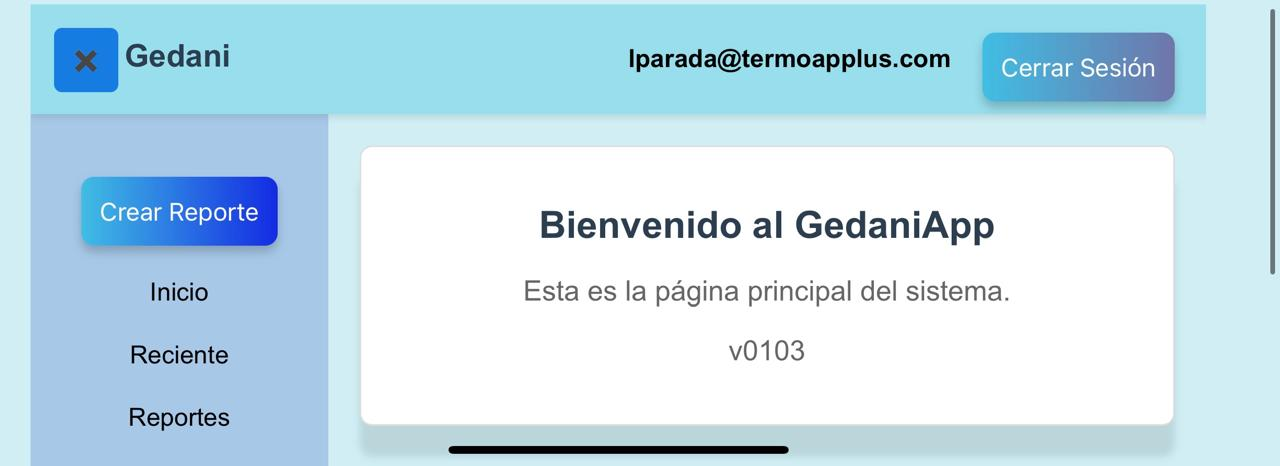 Gedani
lparada@termoapplus.com
Cerrar Sesión
Crear Reporte
Inicio
Reciente
Reportes
Bienvenido al GedaniApp
Esta es la página principal del sistema.
v0103